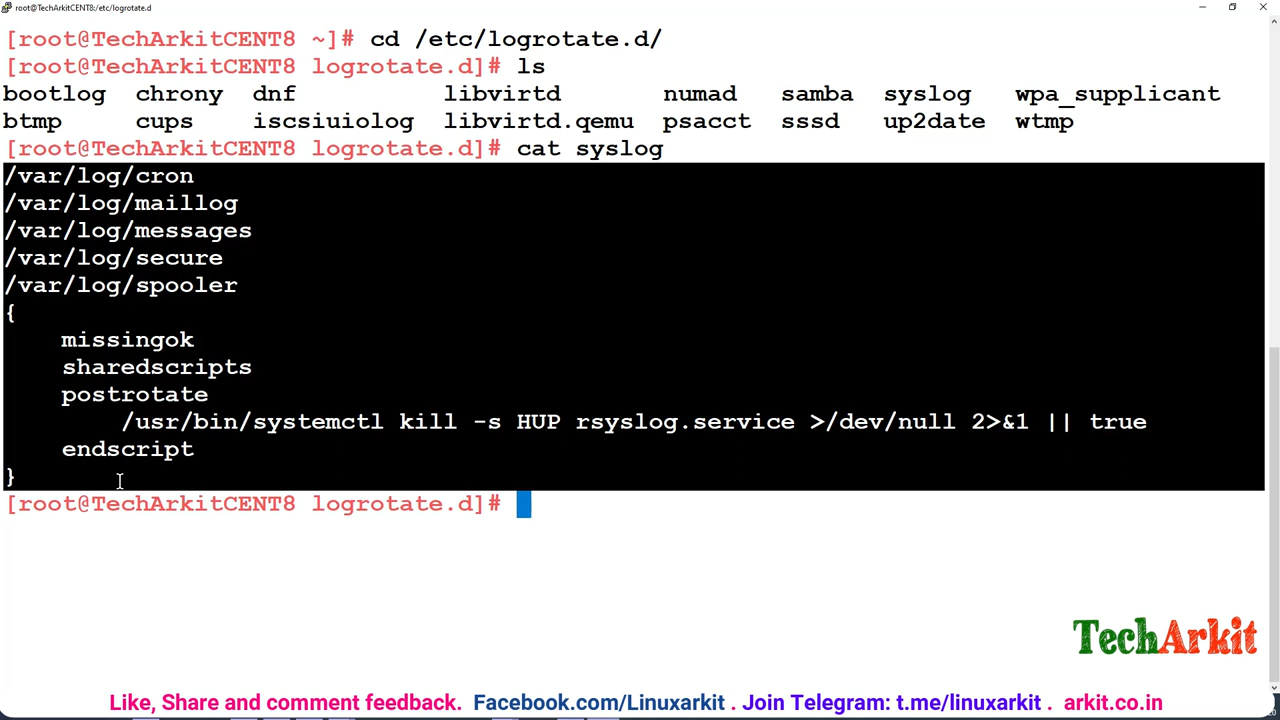 root@TechArkitCENT8:/etc/logrotate.d
[root@TechArkitCENT8 ~]# cd /etc/logrotate.d/
[root@TechArkitCENT8 logrotate.d]# ls
bootlog chrony dnf libvirtd numad samba syslog wpa_supplicant
btmp cups iscsiuiolog libvirtd.qemu psacct sssd up2date wtmp
[root@TechArkitCENT8 logrotate.d]# cat syslog
/var/log/cron
/var/log/maillog
/var/log/messages
/var/log/secure
/var/log/spooler
{
    missingok
    sharedscripts
    postrotate
        /usr/bin/systemctl kill -s HUP rsyslog.service >/dev/null 2>&1 || true
    endscript
}
[root@TechArkitCENT8 logrotate.d]#
TechArkit
Like, Share and comment feedback. Facebook.com/Linuxarkit . Join Telegram: t.me/linuxarkit . arkit.co.in